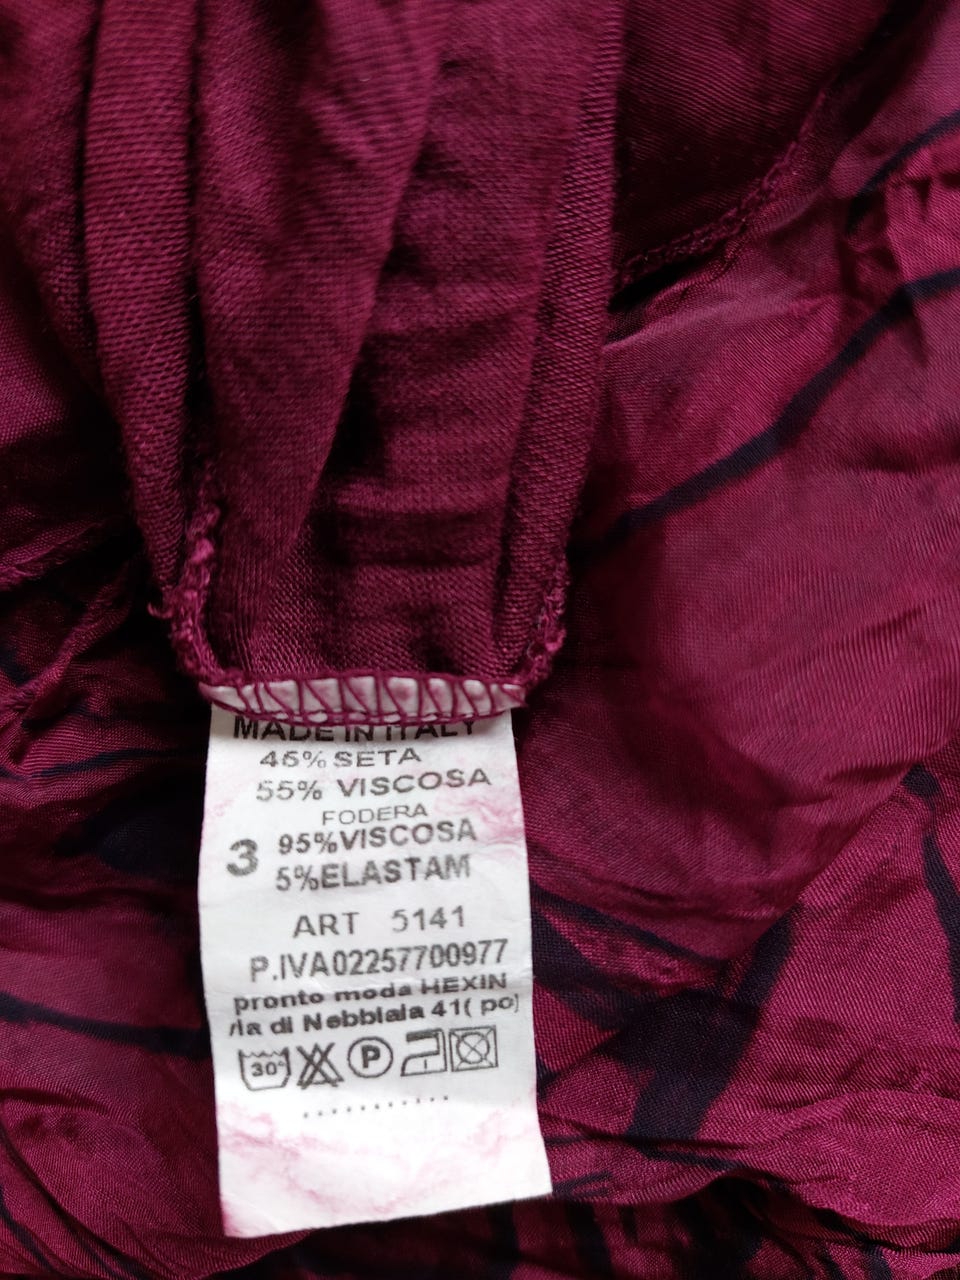 MADE IN ITALY
45% SETA
55% VISCOSA
FODERA
3 95%VISCOSA
5%ELASTAM
ART 5141
P.IVA02257700977
pronto moda HEXIN
di Nebbiaia 41( po)
30°
P